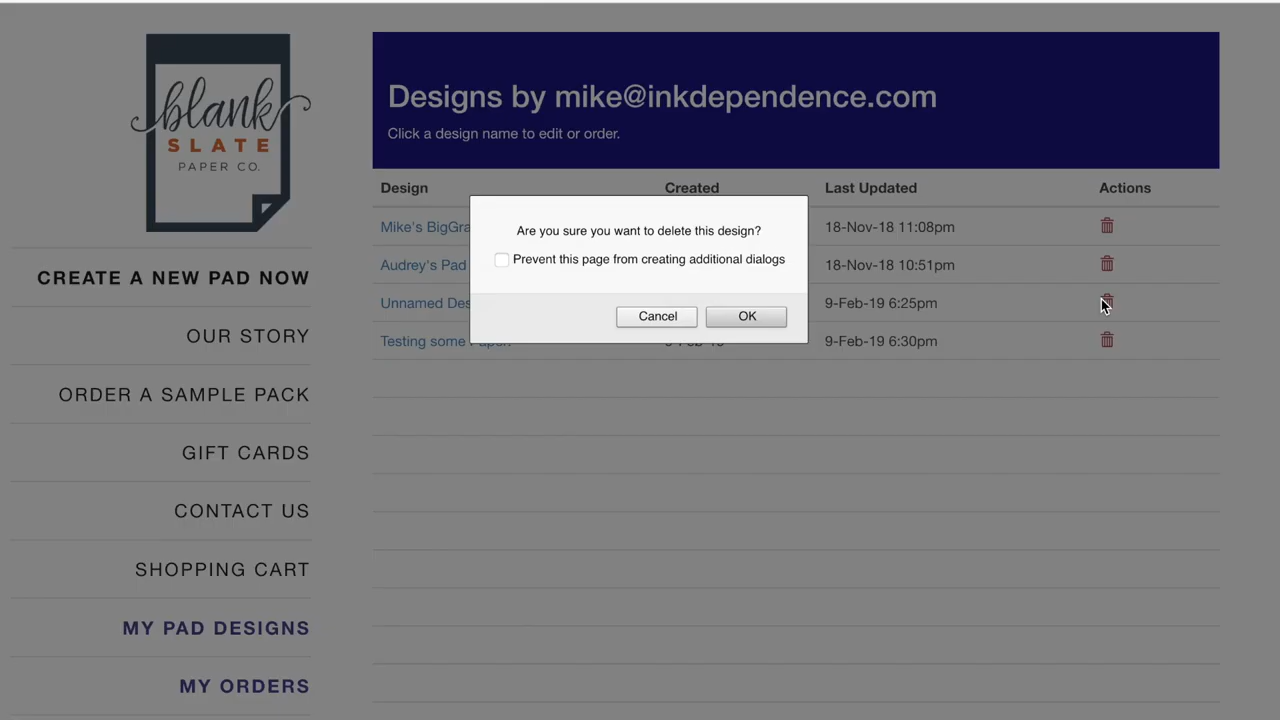 blank
SLATE
PAPER CO.
CREATE A NEW PAD NOW
OUR STORY
ORDER A SAMPLE PACK
GIFT CARDS
CONTACT US
SHOPPING CART
MY PAD DESIGNS
MY ORDERS
Designs by mike@inkdependence.com
Click a design name to edit or order.
Design Created Last Updated Actions
Mike's 18-Nov-18 11:08pm
Audrey's Pad 18-Nov-18 10:51pm
Unnamed 9-Feb-19 6:25pm
Testing some Paper! 9-Feb-19 9-Feb-19 6:30pm
Are you sure you want to delete this design?
Prevent this page from creating additional dialogs
Cancel OK